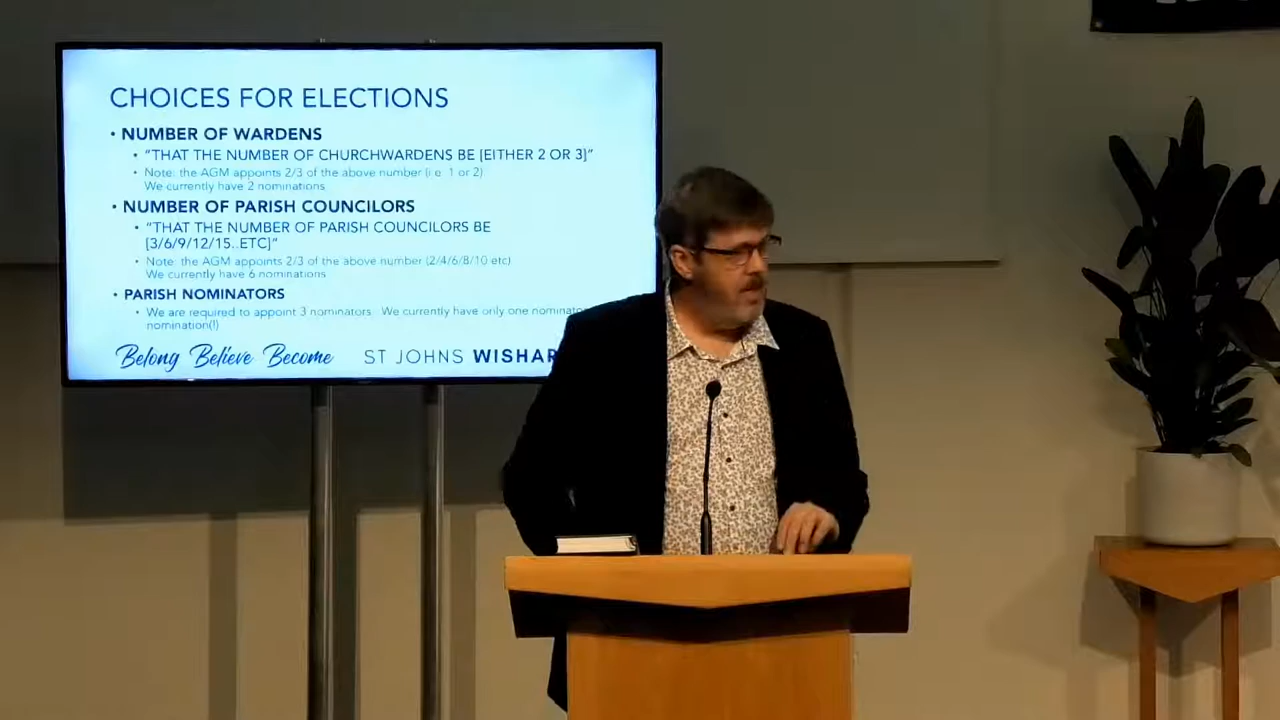 CHOICES FOR ELECTIONS
• NUMBER OF WARDENS
• "THAT THE NUMBER OF CHURCHWARDENS BE [EITHER 2 OR 3]"
• Note: the AGM appoints 2/3 of the above number (i.e. 1 or 2)
We currently have 2 nominations
• NUMBER OF PARISH COUNCILORS
• "THAT THE NUMBER OF PARISH COUNCILORS BE
[3/6/9/12/15..ETC]"
• Note: the AGM appoints 2/3 of the above number (2/4/6/8/10 etc)
We currently have 6 nominations
• PARISH NOMINATORS
• We are required to appoint 3 nominators We currently have only one nominato
nomination(!)
Belong Believe Become ST JOHNS WISHAR